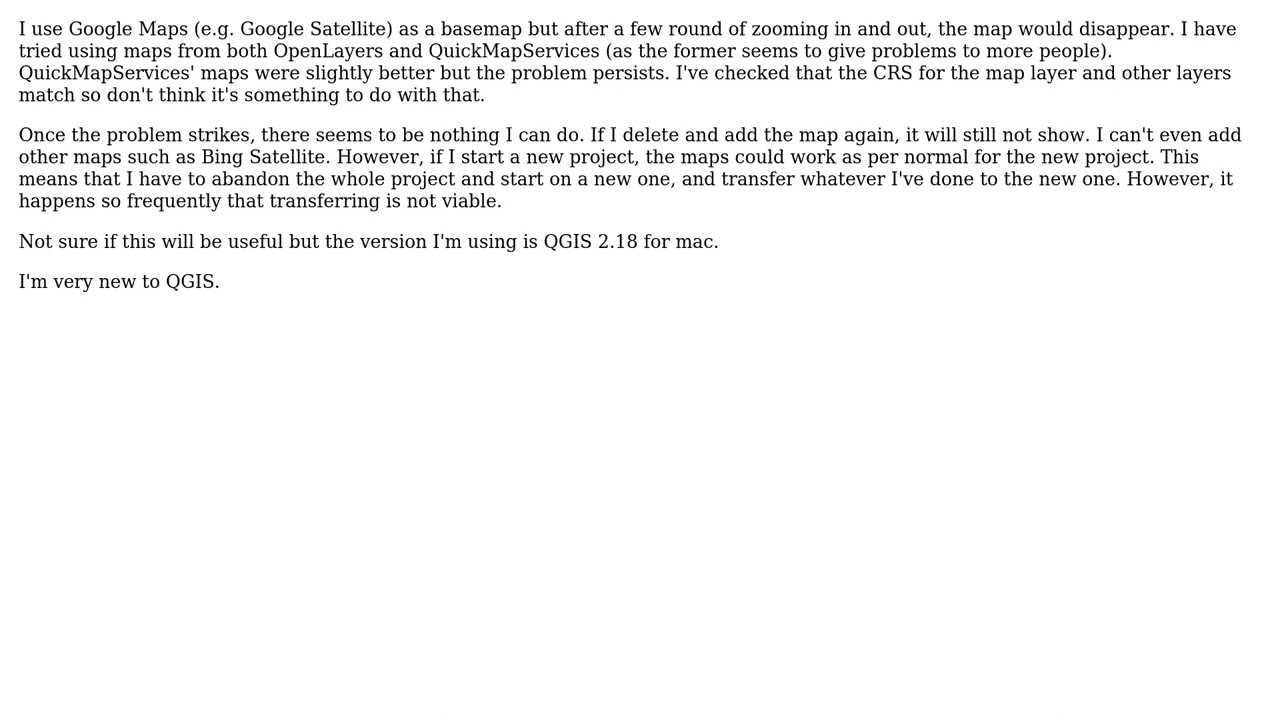 I use Google Maps (e.g. Google Satellite) as a basemap but after a few round of zooming in and out, the map would disappear. I have
tried using maps from both OpenLayers and QuickMapServices (as the former seems to give problems to more people).
QuickMapServices' maps were slightly better but the problem persists. I've checked that the CRS for the map layer and other layers
match so don't think it's something to do with that.
Once the problem strikes, there seems to be nothing I can do. If I delete and add the map again, it will still not show. I can't even add
other maps such as Bing Satellite. However, if I start a new project, the maps could work as per normal for the new project. This
means that I have to abandon the whole project and start on a new one, and transfer whatever I've done to the new one. However, it
happens so frequently that transferring is not viable.
Not sure if this will be useful but the version I'm using is QGIS 2.18 for mac.
I'm very new to QGIS.